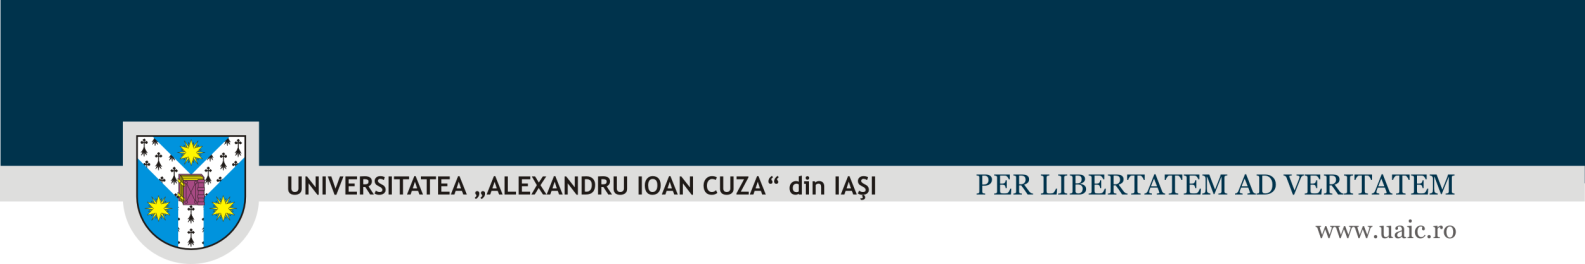 UNIVERSITATEA „ALEXANDRU IOAN CUZA“ din IAŞI
PER LIBERTATEM AD VERITATEM
www.uaic.ro